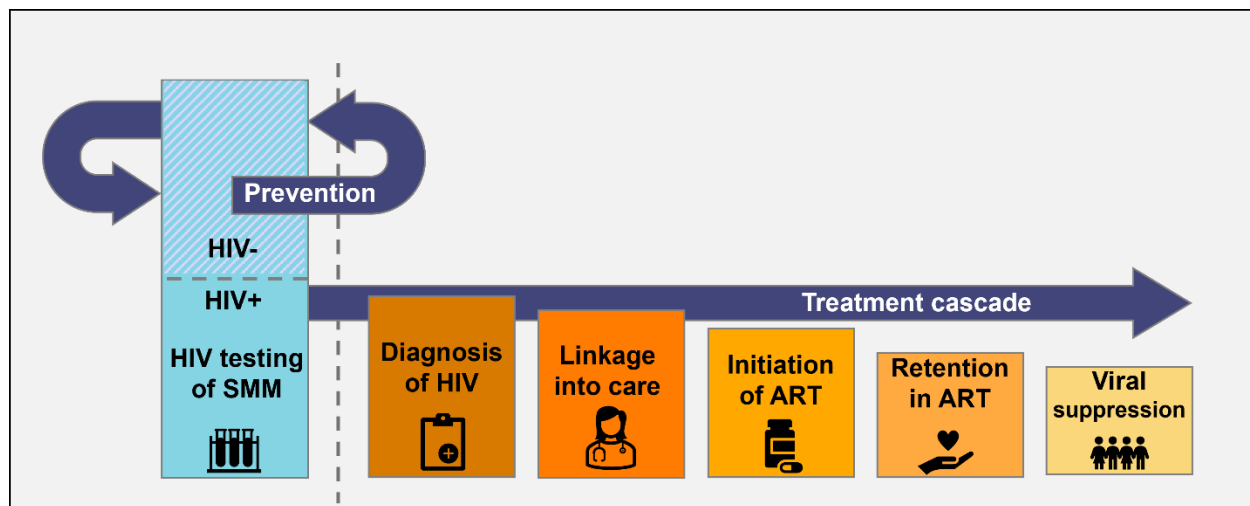 Prevention
HIV-
HIV+
Treatment cascade
HIV testing
of SMM
Diagnosis
of HIV
Linkage
into care
Initiation
of ART
Retention
in ART
Viral
suppression